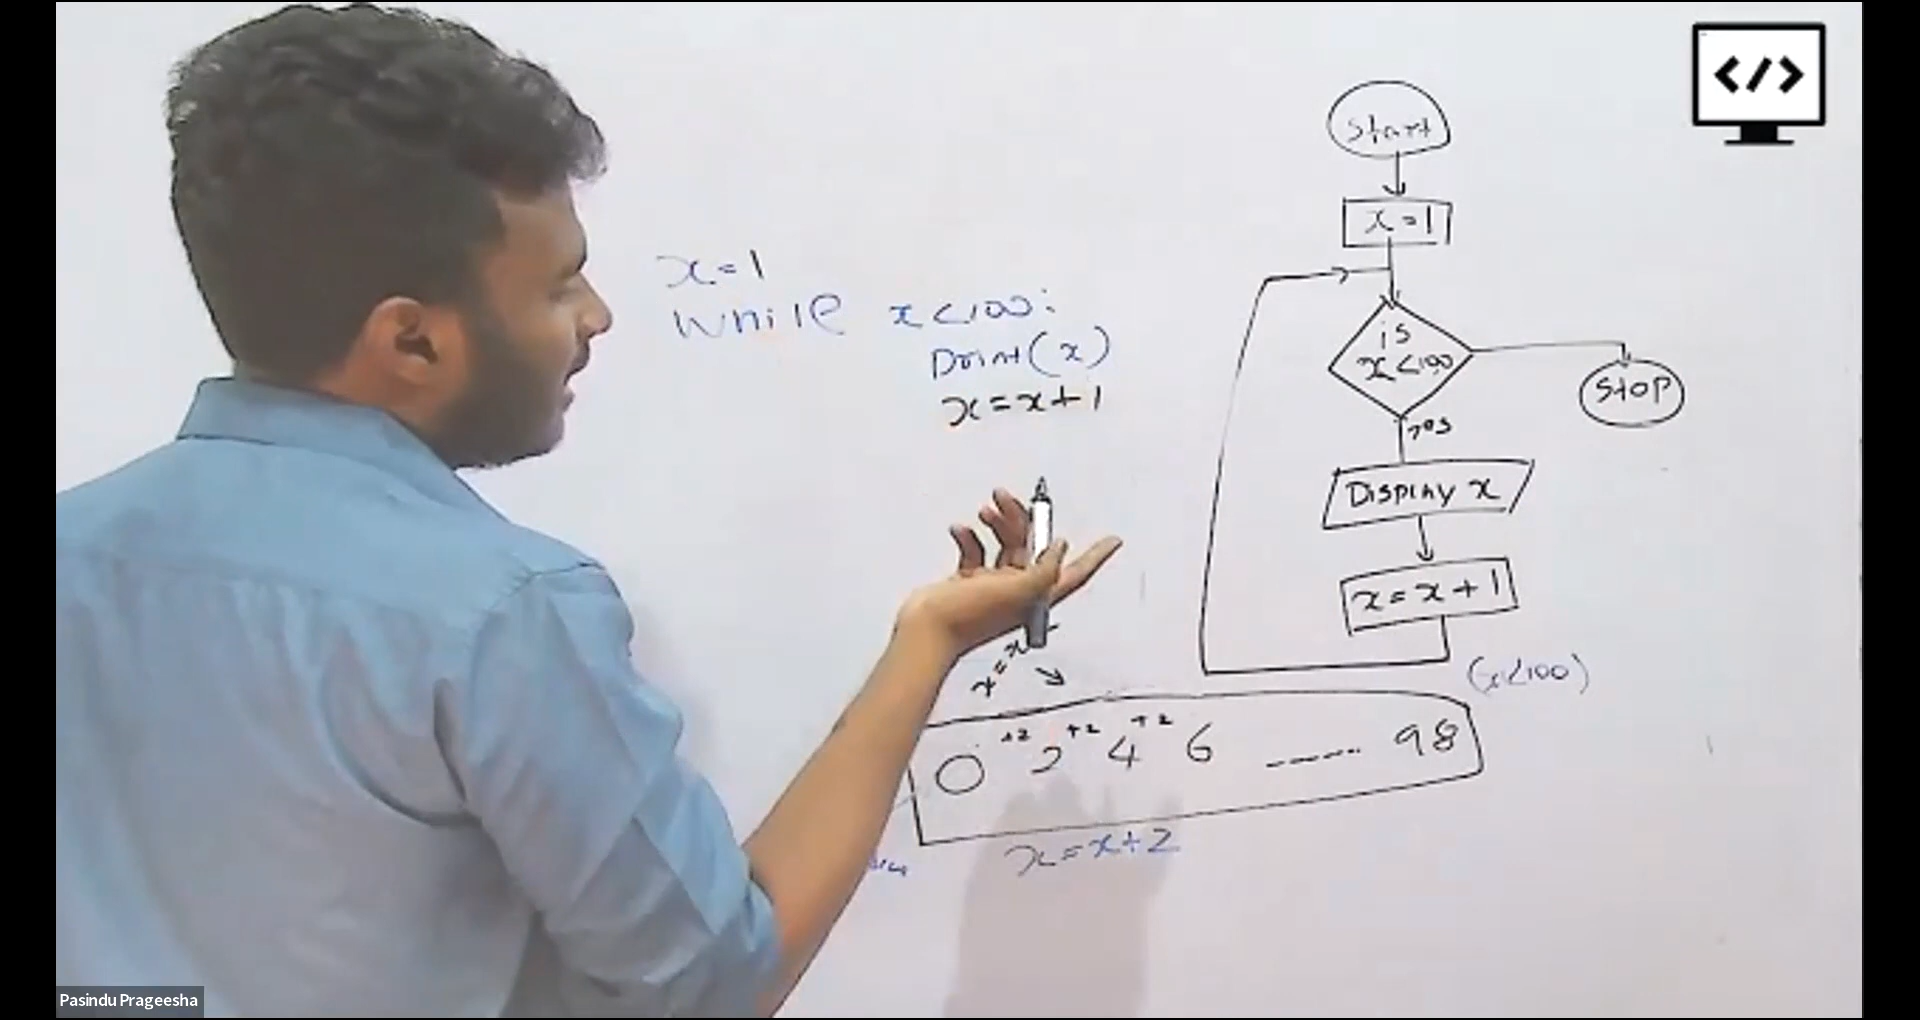 x=1
while x<100:
print(x)
x=x+1
Start
x=1
is
x<100
Stop
yes
Display x
x=x+1
(x<100)
x=x
+2 +2 +2
0 2 4 6 ------ 98
x=x+2
Pasindu Prageesha
</>